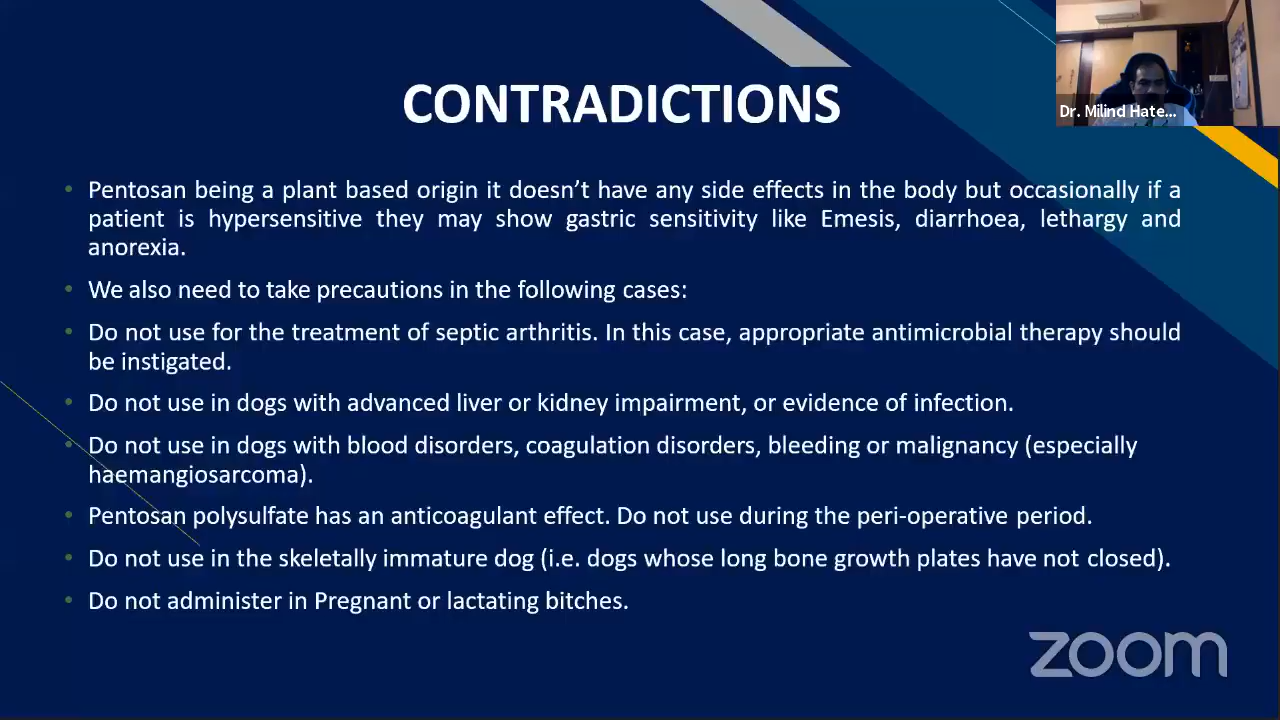 CONTRADICTIONS
Dr. Milind Hate...
• Pentosan being a plant based origin it doesn’t have any side effects in the body but occasionally if a
patient is hypersensitive they may show gastric sensitivity like Emesis, diarrhoea, lethargy and
anorexia.
• We also need to take precautions in the following cases:
• Do not use for the treatment of septic arthritis. In this case, appropriate antimicrobial therapy should
be instigated.
• Do not use in dogs with advanced liver or kidney impairment, or evidence of infection.
• Do not use in dogs with blood disorders, coagulation disorders, bleeding or malignancy (especially
haemangiosarcoma).
• Pentosan polysulfate has an anticoagulant effect. Do not use during the peri-operative period.
• Do not use in the skeletally immature dog (i.e. dogs whose long bone growth plates have not closed).
• Do not administer in Pregnant or lactating bitches.
zoom